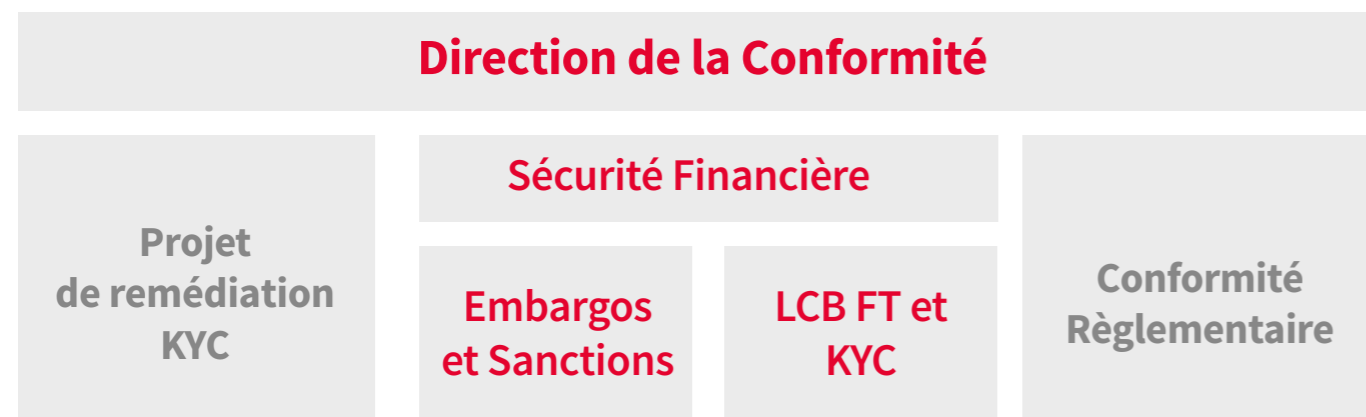 Direction de la Conformité
Projet
de remédiation
KYC
Sécurité Financière
Embargos
et Sanctions
LCB FT et
KYC
Conformité
Règlementaire